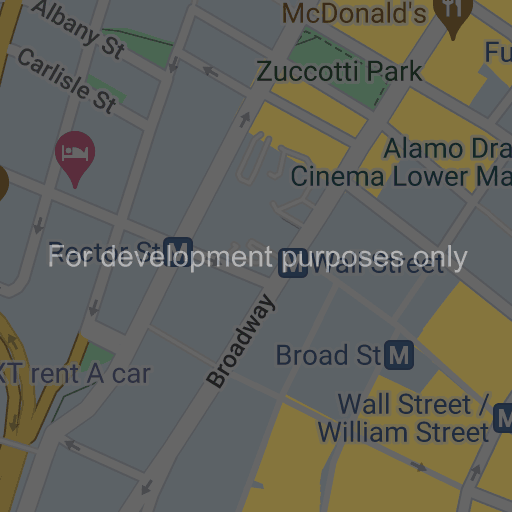 Albany St
McDonald's
Carlisle St
Zuccotti Park
Fu
Alamo Dra
Cinema Lower Ma
Rector St
M
For development purposes only
M
Wall Street
Broadway
Broad St
M
XT rent A car
Wall Street /
William Street
M